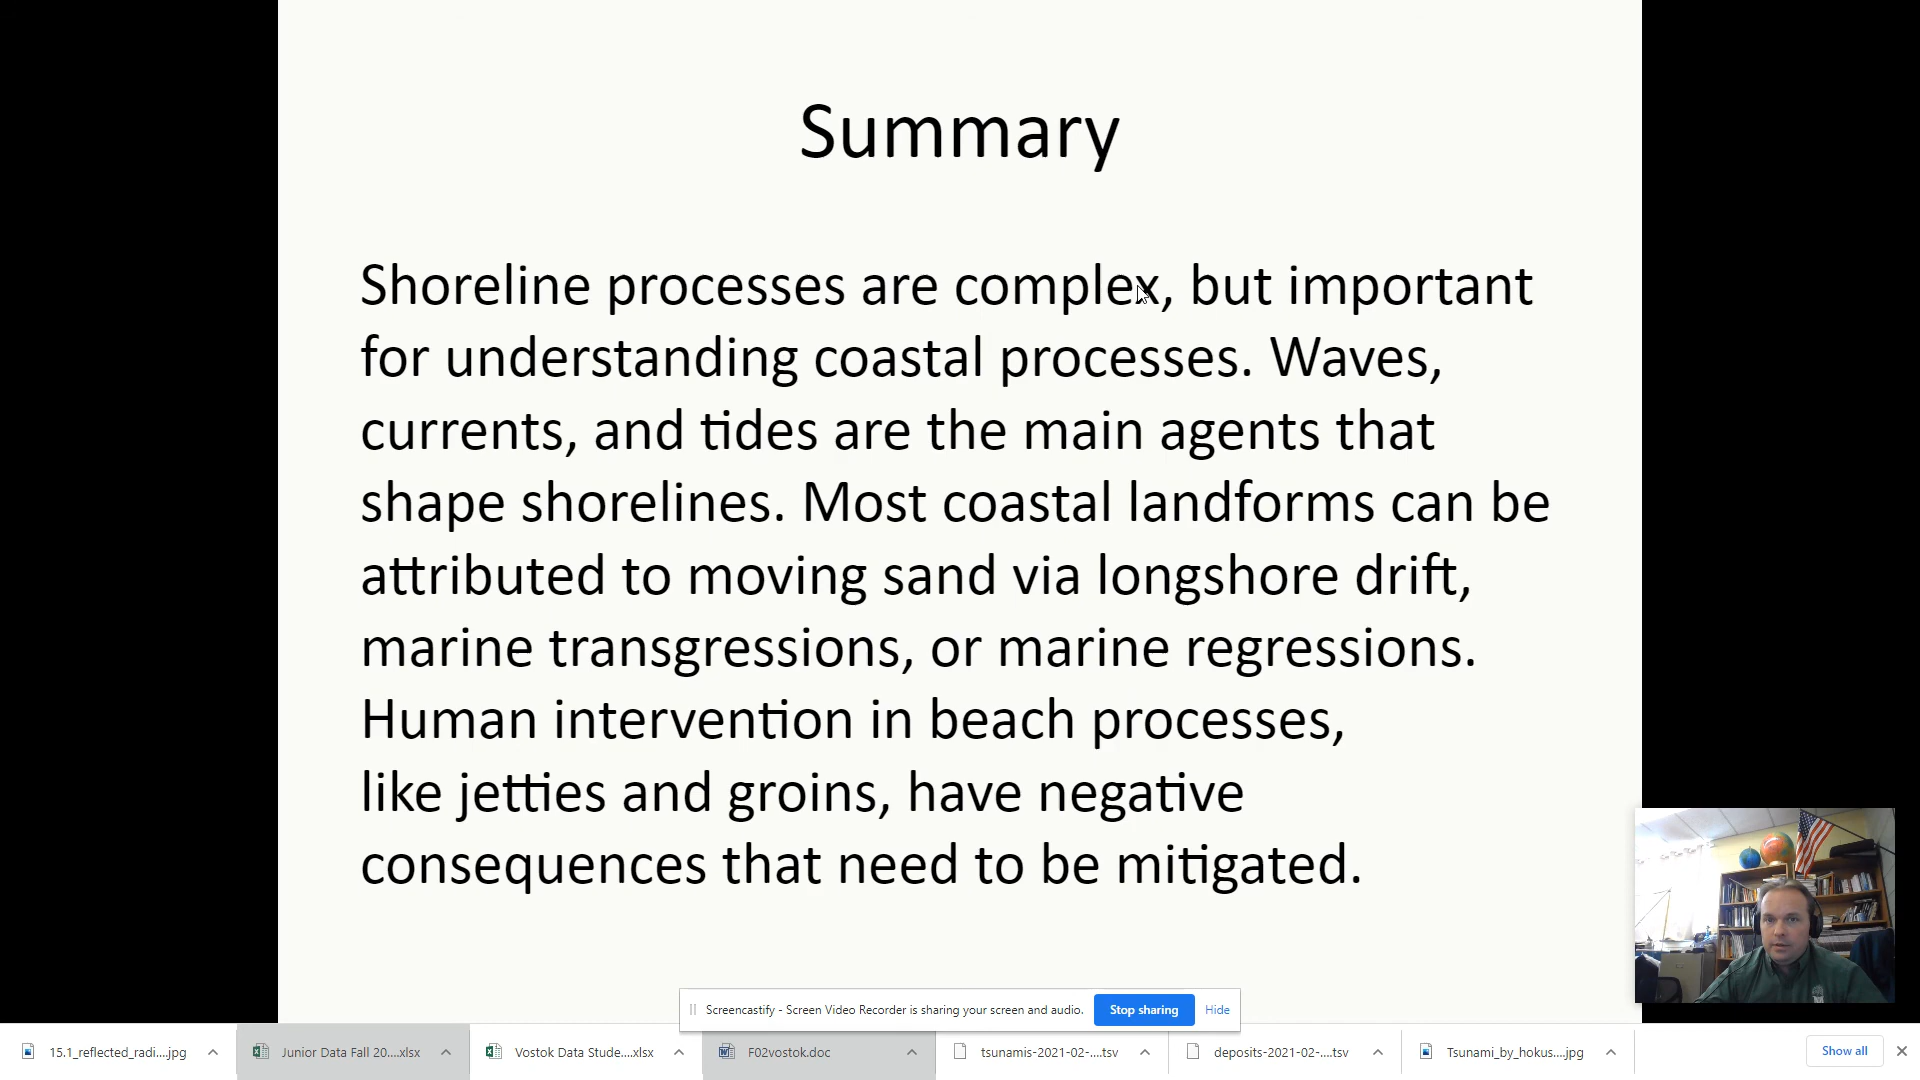 Summary
Shoreline processes are complex, but important
for understanding coastal processes. Waves,
currents, and tides are the main agents that
shape shorelines. Most coastal landforms can be
attributed to moving sand via longshore drift,
marine transgressions, or marine regressions.
Human intervention in beach processes,
like jetties and groins, have negative
consequences that need to be mitigated.
Screencastify - Screen Video Recorder is sharing your screen and audio. Stop sharing Hide
15.1_reflected_radi....jpg Junior Data Fall 20....xlsx Vostok Data Stude....xlsx F02vostok.doc tsunamis-2021-02-....tsv deposits-2021-02-....tsv Tsunami_by_hokus....jpg Show all